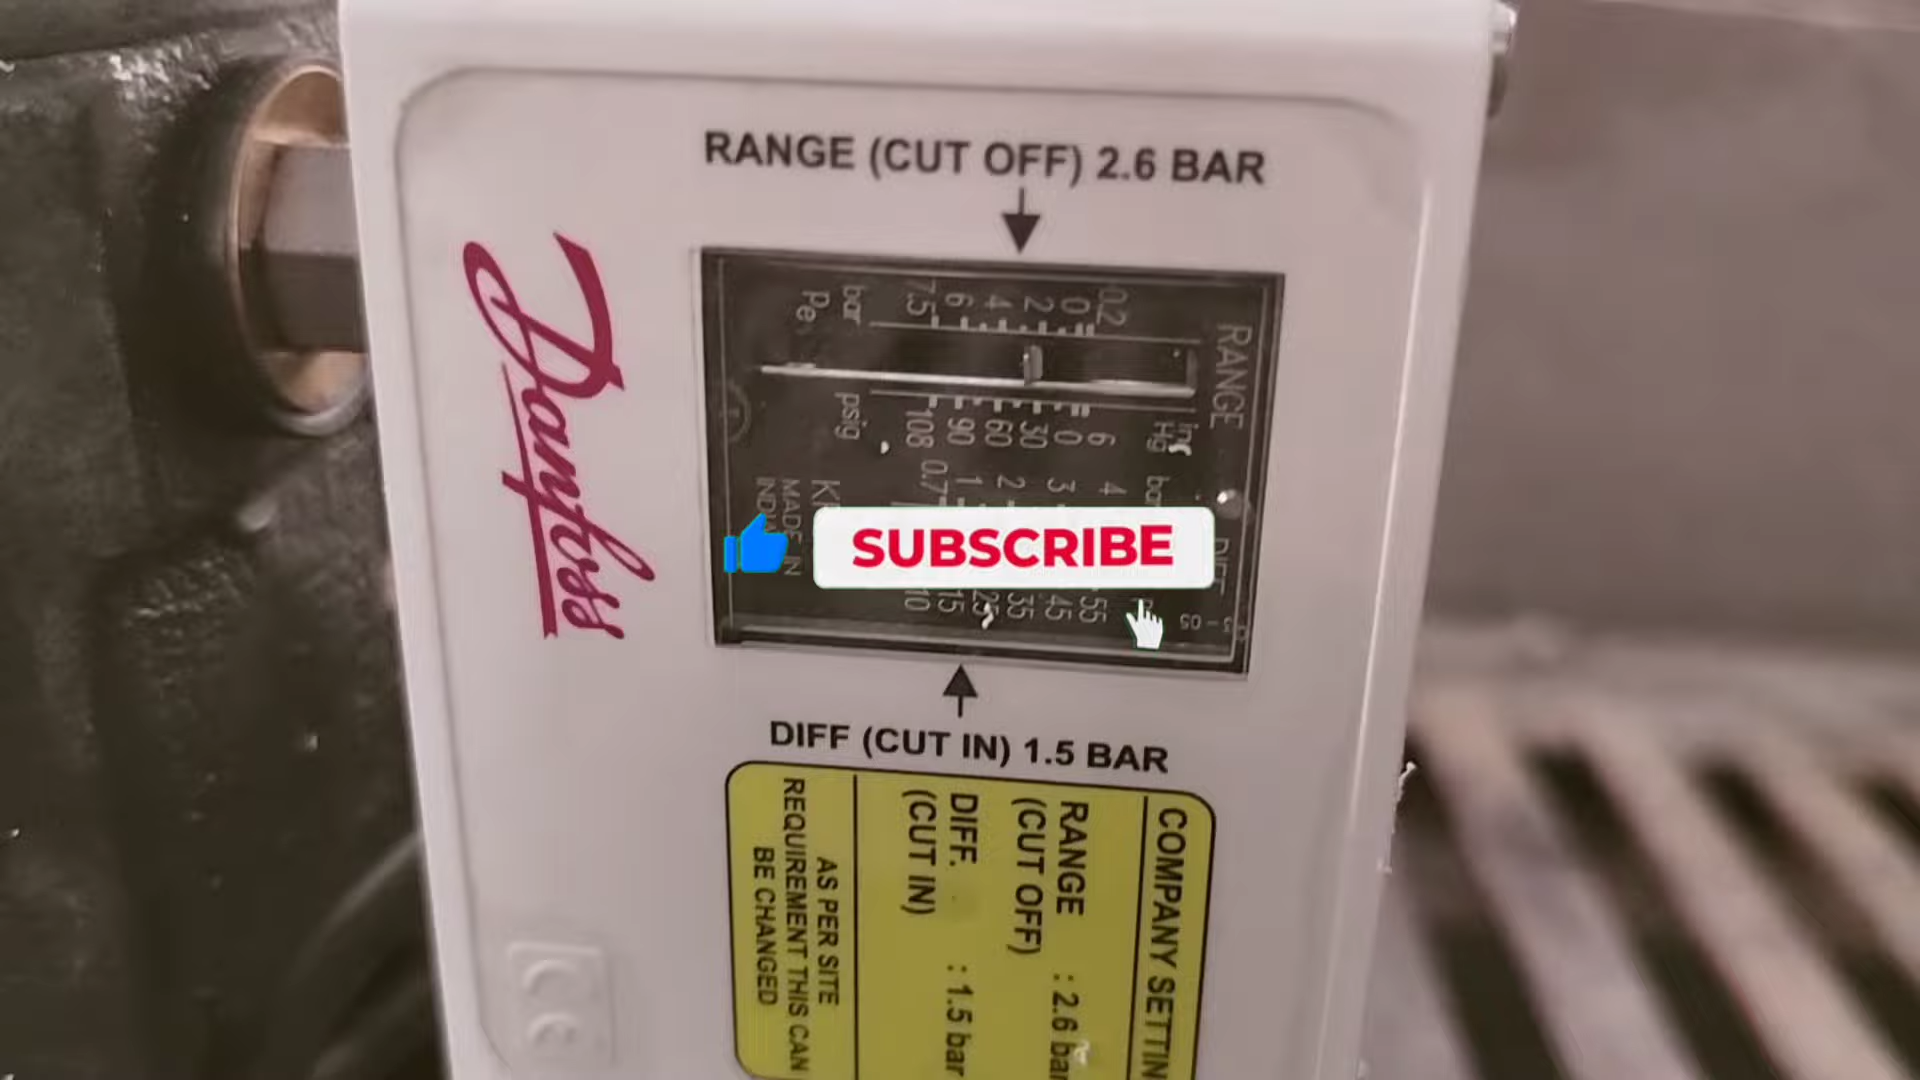 RANGE (CUT OFF) 2.6 BAR
Danfoss
RANGE
-0.2 0 2 4 6 7.5 bar
Pe
Hg 6 0 30 60 90 108 psig
4 3 2 1 0.7
MADE IN
INDIA
SUBSCRIBE
55 45 35 25 15 10
DIFF (CUT IN) 1.5 BAR
COMPANY SETTIN
RANGE : 2.6 bar
(CUT OFF)
DIFF. : 1.5 bar
(CUT IN)
AS PER SITE
REQUIREMENT THIS CAN
BE CHANGED
CE